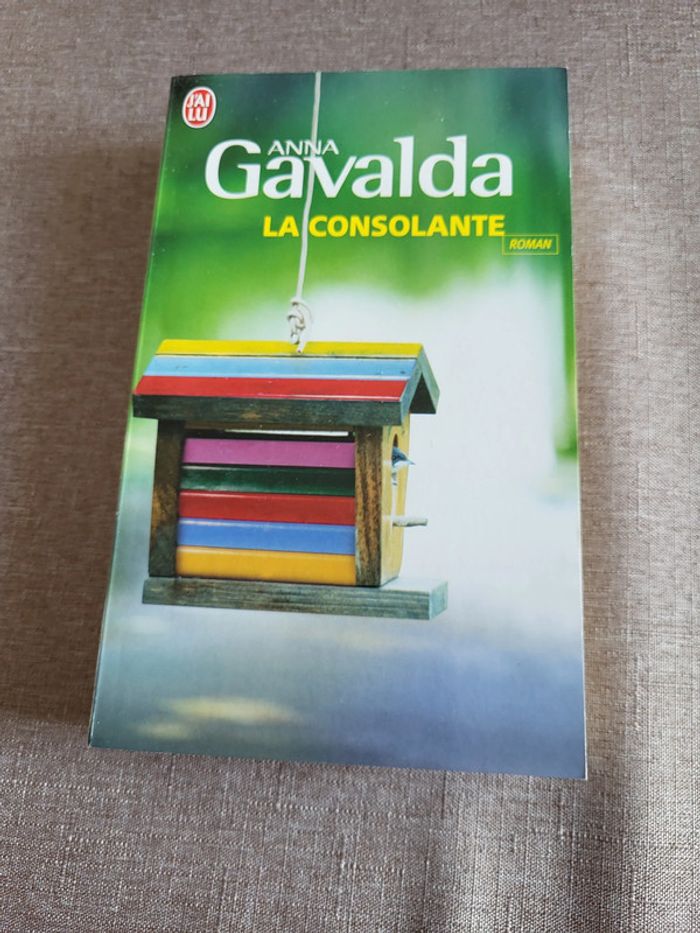 J'AI
LU
ANNA
Gavalda
LA CONSOLANTE
ROMAN